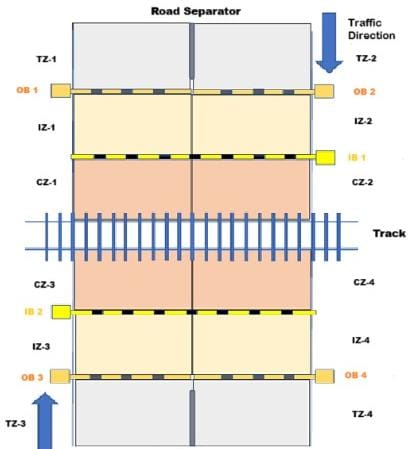 Road Separator
Traffic
Direction
TZ-1
TZ-2
OB 1
OB 2
IZ-1
IZ-2
IB 1
CZ-1
CZ-2
Track
CZ-3
CZ-4
IB 2
IZ-3
IZ-4
OB 3
OB 4
TZ-3
TZ-4